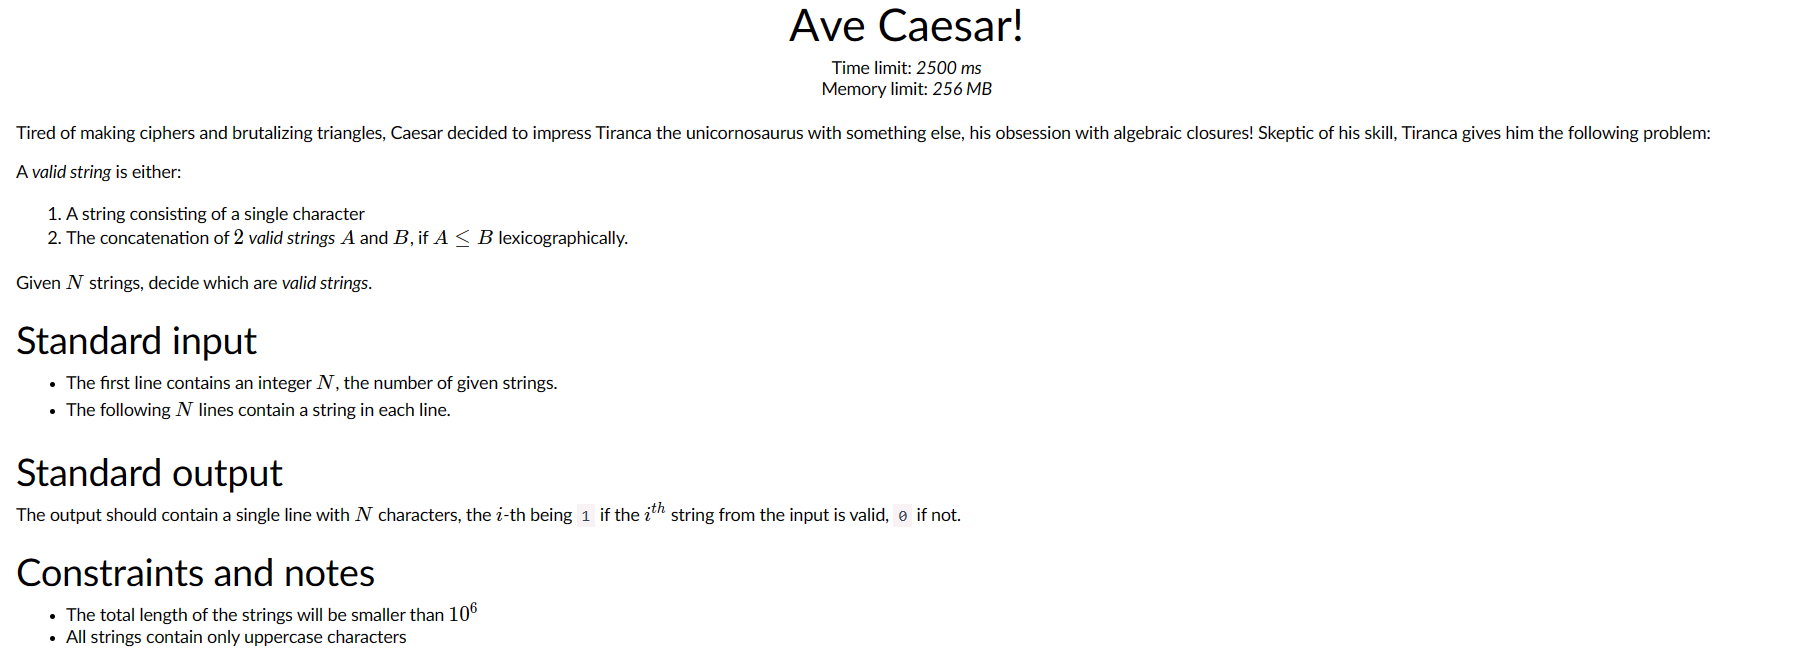 Ave Caesar!
Time limit: 2500 ms
Memory limit: 256 MB
Tired of making ciphers and brutalizing triangles, Caesar decided to impress Tiranca the unicornosaurus with something else, his obsession with algebraic closures! Skeptic of his skill, Tiranca gives him the following problem:
A valid string is either:
1. A string consisting of a single character
2. The concatenation of 2 valid strings A and B, if A ≤ B lexicographically.
Given N strings, decide which are valid strings.
Standard input
• The first line contains an integer N, the number of given strings.
• The following N lines contain a string in each line.
Standard output
The output should contain a single line with N characters, the i-th being 1 if the i^th string from the input is valid, 0 if not.
Constraints and notes
• The total length of the strings will be smaller than 10^6
• All strings contain only uppercase characters